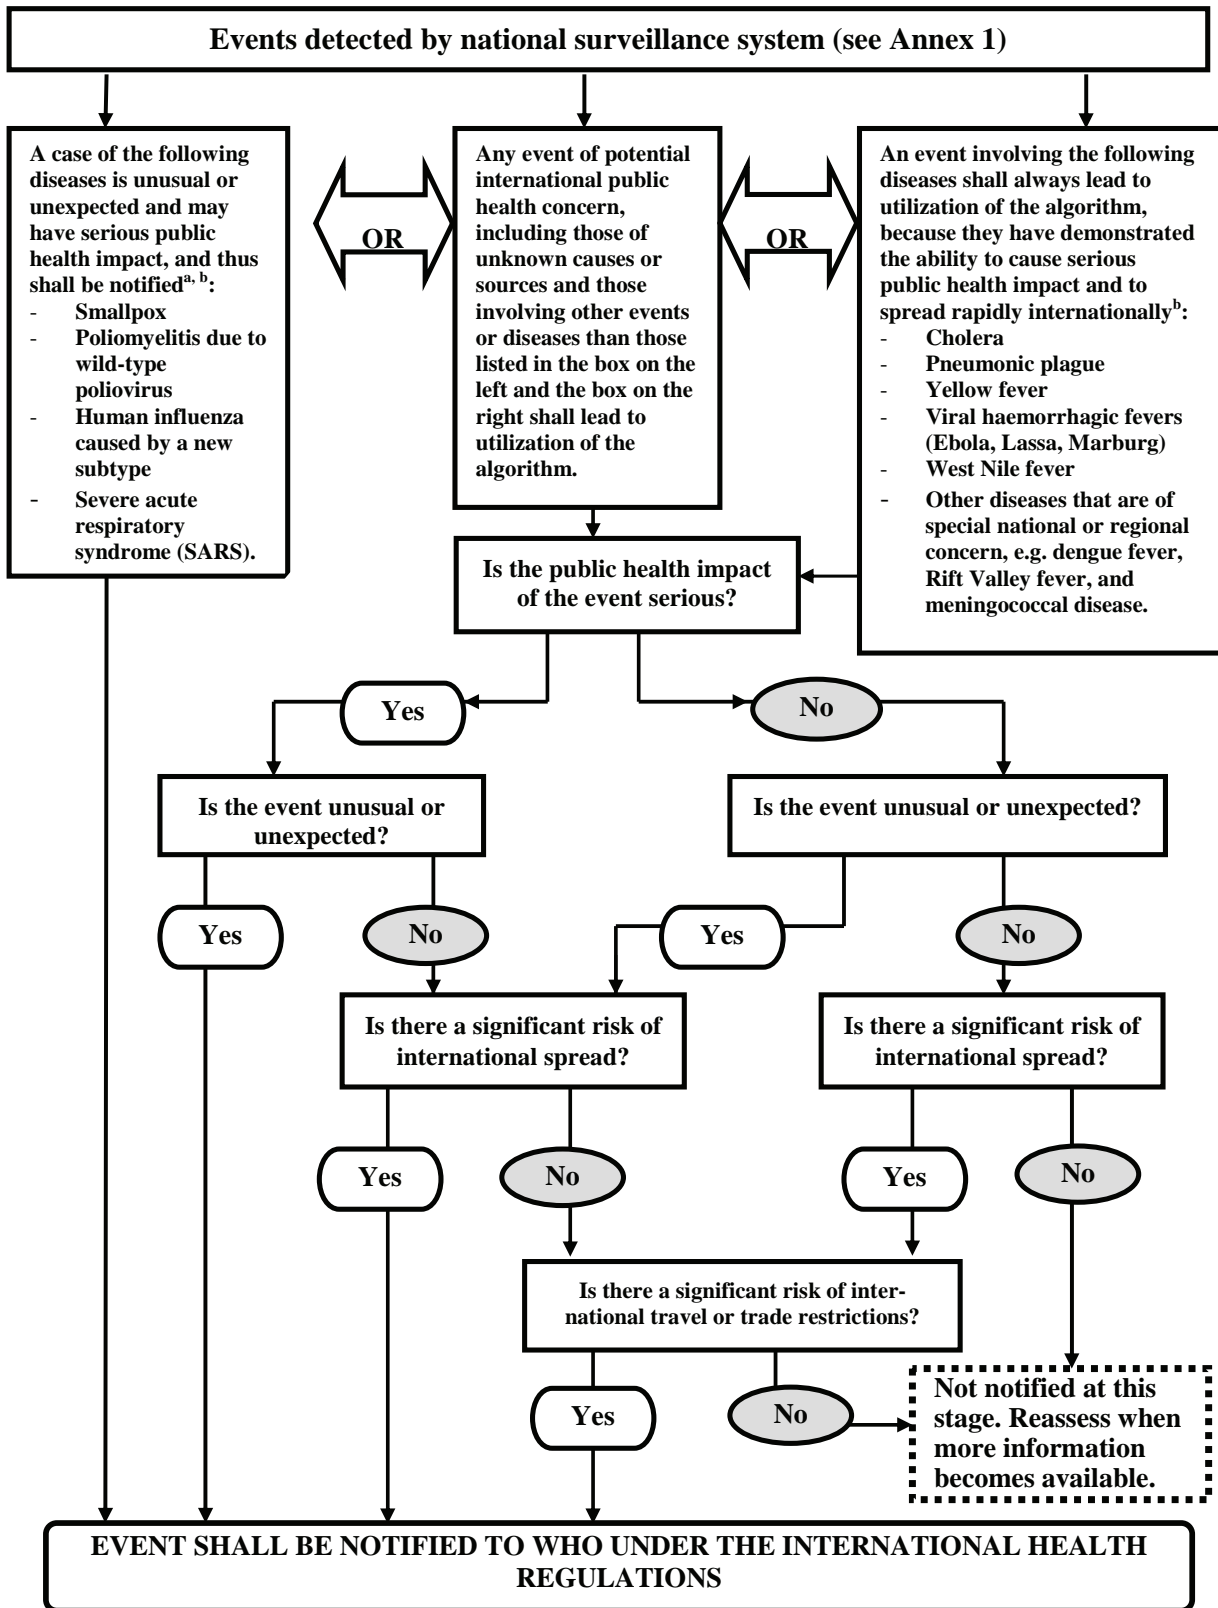 Events detected by national surveillance system (see Annex 1)
A case of the following
diseases is unusual or
unexpected and may
have serious public
health impact, and thus
shall be notifiedᵃ, ᵇ:
- Smallpox
- Poliomyelitis due to
wild-type
poliovirus
- Human influenza
caused by a new
subtype
- Severe acute
respiratory
syndrome (SARS).
OR
Any event of potential
international public
health concern,
including those of
unknown causes or
sources and those
involving other events
or diseases than those
listed in the box on the
left and the box on the
right shall lead to
utilization of the
algorithm.
OR
An event involving the following
diseases shall always lead to
utilization of the algorithm,
because they have demonstrated
the ability to cause serious
public health impact and to
spread rapidly internationallyᵇ:
- Cholera
- Pneumonic plague
- Yellow fever
- Viral haemorrhagic fevers
(Ebola, Lassa, Marburg)
- West Nile fever
- Other diseases that are of
special national or regional
concern, e.g. dengue fever,
Rift Valley fever, and
meningococcal disease.
Is the public health impact
of the event serious?
Yes
No
Is the event unusual or
unexpected?
Is the event unusual or unexpected?
Yes
No
Yes
No
Is there a significant risk of
international spread?
Is there a significant risk of
international spread?
Yes
No
Yes
No
Is there a significant risk of inter-
national travel or trade restrictions?
Yes
No
Not notified at this
stage. Reassess when
more information
becomes available.
EVENT SHALL BE NOTIFIED TO WHO UNDER THE INTERNATIONAL HEALTH
REGULATIONS